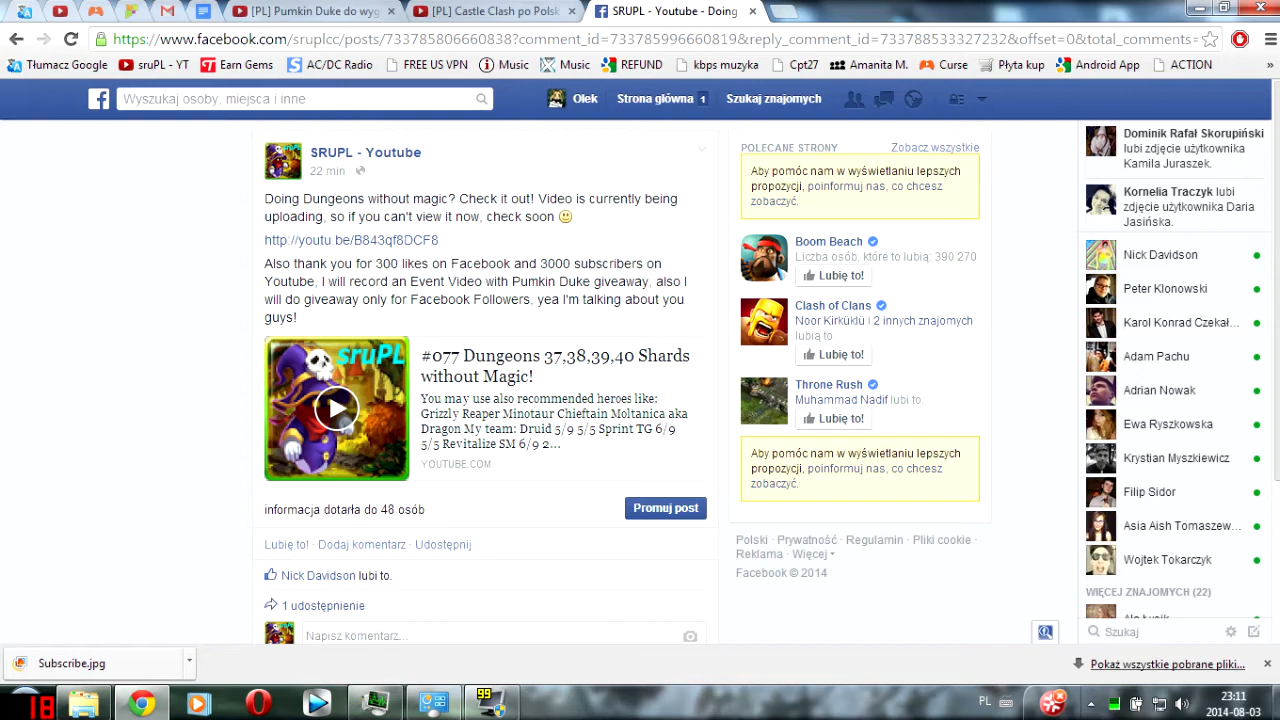 [PL] Pumkin Duke do wyg
[PL] Castle Clash po Polsk
SRUPL - Youtube - Doing
https://www.facebook.com/sruplcc/posts/733785806660838?comment_id=733785996660819&reply_comment_id=733788533327232&offset=0&total_comments=
Tłumacz Google
sruPL - YT
Earn Gems
AC/DC Radio
FREE US VPN
Music
Music
REFUND
kbps muzyka
Cpt27
Amanita M.
Curse
Płyta kup
Android App
ACTION
Wyszukaj osoby, miejsca i inne
Olek
Strona główna 1
Szukaj znajomych
SRUPL - Youtube
22 min
Doing Dungeons without magic? Check it out! Video is currently being
uploading, so if you can't view it now, check soon
http://youtu.be/B843qf8DCF8
Also thank you for 300 likes on Facebook and 3000 subscribers on
Youtube, I will record an Event Video with Pumkin Duke giveaway, also I
will do giveaway only for Facebook Followers, yea I'm talking about you
guys!
sruPL
#077 Dungeons 37,38,39,40 Shards
without Magic!
You may use also recommended heroes like:
Grizzly Reaper Minotaur Chieftain Moltanica aka
Dragon My team: Druid 5/9 5/5 Sprint TG 6/9
5/5 Revitalize SM 6/9 2...
YOUTUBE.COM
informacja dotarła do 48 osób
Promuj post
Lubię to! · Dodaj komentarz · Udostępnij
Nick Davidson lubi to.
1 udostępnienie
Napisz komentarz...
POLECANE STRONY
Zobacz wszystkie
Aby pomóc nam w wyświetlaniu lepszych
propozycji, poinformuj nas, co chcesz
zobaczyć.
Boom Beach
Liczba osób, które to lubią: 390 270
Lubię to!
Clash of Clans
Noor Kirküklü i 2 innych znajomych
lubią to
Lubię to!
Throne Rush
Muhammad Nadif lubi to.
Lubię to!
Aby pomóc nam w wyświetlaniu lepszych
propozycji, poinformuj nas, co chcesz
zobaczyć.
Polski · Prywatność · Regulamin · Pliki cookie ·
Reklama · Więcej
Facebook © 2014
Dominik Rafał Skorupiński
lubi zdjęcie użytkownika
Kamila Juraszek.
Kornelia Traczyk lubi
zdjęcie użytkownika Daria
Jasińska.
Nick Davidson
Peter Klonowski
Karol Konrad Czekał...
Adam Pachu
Adrian Nowak
Ewa Ryszkowska
Krystian Myszkiewicz
Filip Sidor
Asia Aish Tomaszew...
Wojtek Tokarczyk
WIĘCEJ ZNAJOMYCH (22)
Szukaj
Subscribe.jpg
Pokaż wszystkie pobrane pliki...
18
99
PL
23:11
2014-08-03